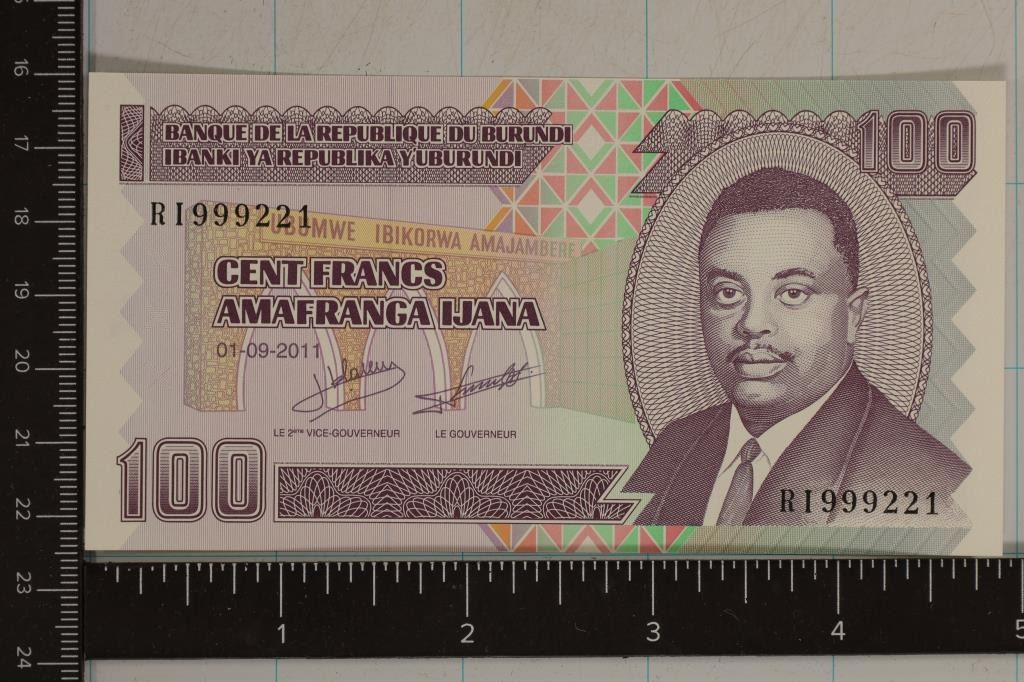 BANQUE DE LA REPUBLIQUE DU BURUNDI
IBANKI YA REPUBLIKA Y'UBURUNDI
100
RI999221
IBIKORWA AMAJAMBERE
CENT FRANCS
AMAFRANGA IJANA
01-09-2011
LE 2ème VICE-GOUVERNEUR LE GOUVERNEUR
100
RI999221
16
17
18
19
20
21
22
23
24
1 2 3 4 5